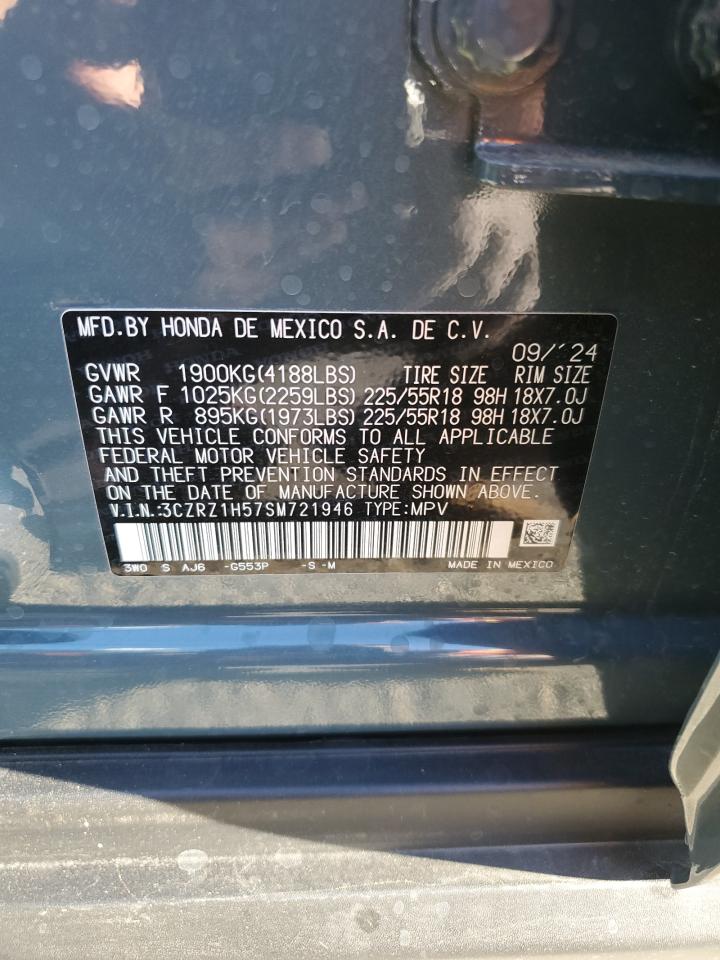 MFD.BY HONDA DE MEXICO S.A. DE C.V.
09/'24
GVWR 1900KG(4188LBS) TIRE SIZE RIM SIZE
GAWR F 1025KG(2259LBS) 225/55R18 98H 18X7.0J
GAWR R 895KG(1973LBS) 225/55R18 98H 18X7.0J
THIS VEHICLE CONFORMS TO ALL APPLICABLE
FEDERAL MOTOR VEHICLE SAFETY
AND THEFT PREVENTION STANDARDS IN EFFECT
ON THE DATE OF MANUFACTURE SHOWN ABOVE.
V.I.N.:3CZRZ1H57SM721946 TYPE:MPV
3W0 S AJ6 -G553P -S -M MADE IN MEXICO